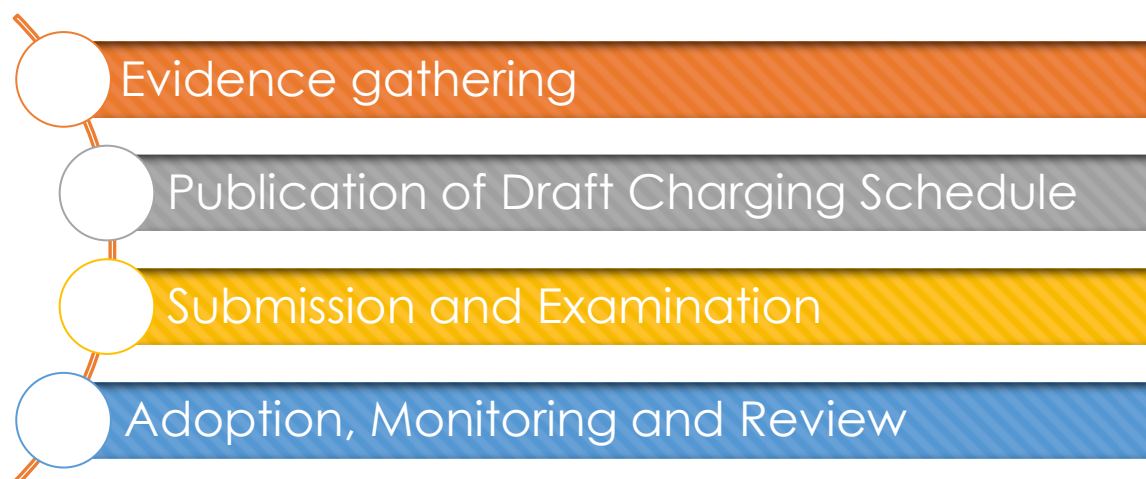 Evidence gathering
Publication of Draft Charging Schedule
Submission and Examination
Adoption, Monitoring and Review